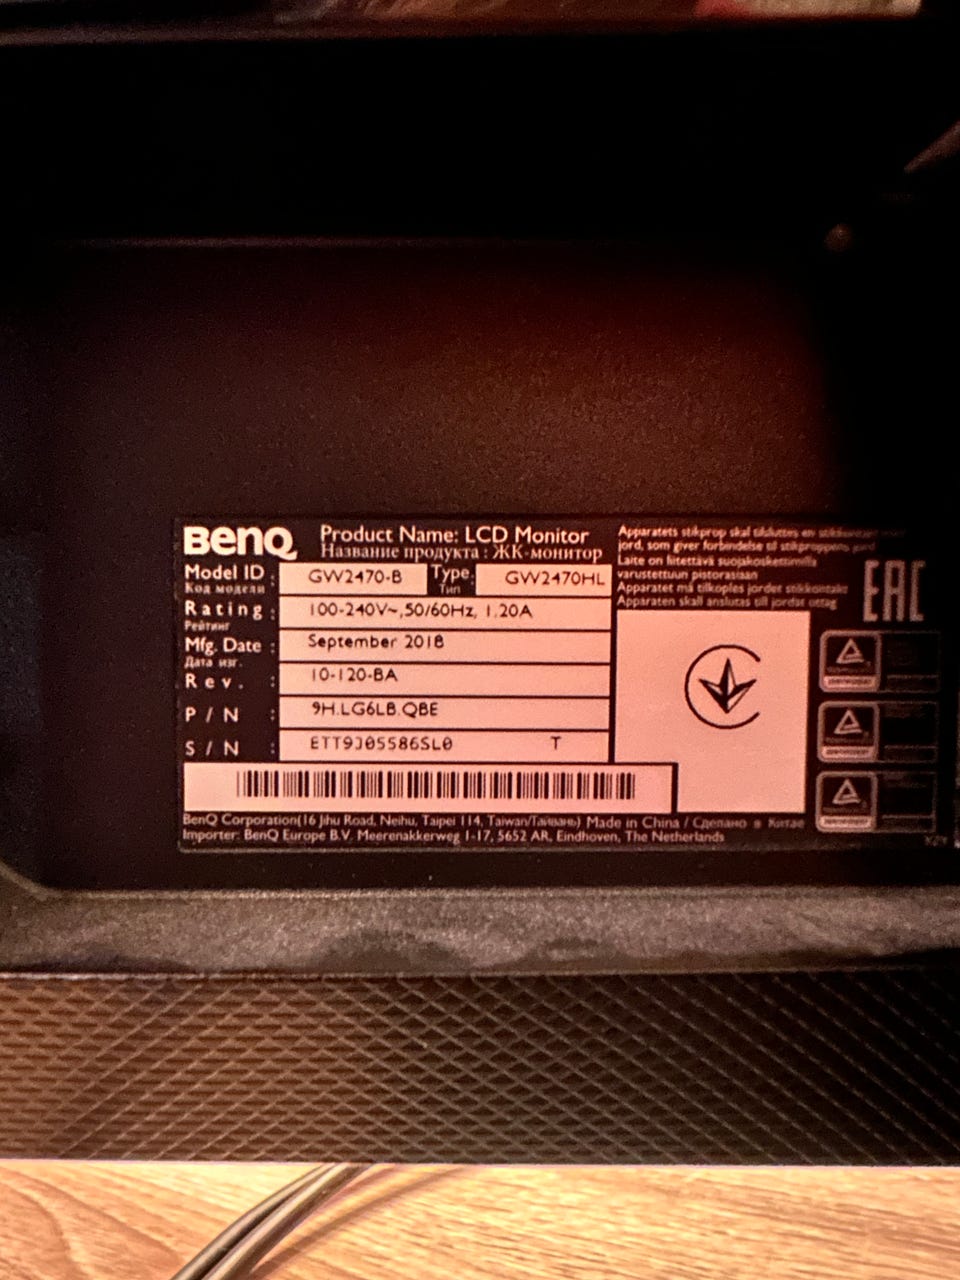 BenQ
Product Name: LCD Monitor
Название продукта : ЖК-монитор
Model ID : GW2470-B Type: GW2470HL
Код модели Тип
Rating : 100-240V~,50/60Hz, 1.20A
Рейтинг
Mfg. Date : September 2018
Дата изг.
Rev. : 10-120-BA
P/N : 9H.LG6LB.QBE
S/N : ETT9J05586SL0 T
BenQ Corporation(16 Jihu Road, Neihu, Taipei 114, Taiwan/Тайвань) Made in China / Сделано в Китае
Importer: BenQ Europe B.V. Meerenakkerweg 1-17, 5652 AR, Eindhoven, The Netherlands
Apparatets stikprop skal tilsluttes en
jord, som giver forbindelse til stikproppens jord
Laite on liitettävä suojakoskettimilla
varustettuun pistorasiaan
Apparatet må tilkoples jordet stikkontakt
Apparaten skall anslutas till jordat uttag
EAC